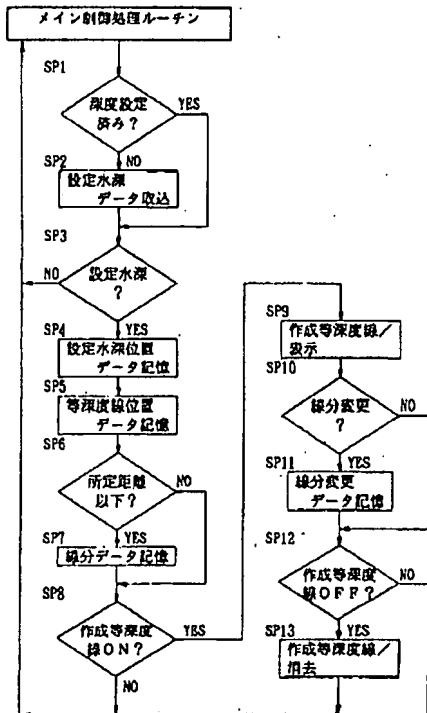 メイン制御処理ルーチン
SP1
深度設定
済み？
YES
NO
SP2
設定水深
データ取込
SP3
設定水深
？
NO
YES
SP4
設定水深位置
データ記憶
SP5
等深度線位置
データ記憶
SP6
所定距離
以下？
NO
YES
SP7
線分データ記憶
SP8
作成等深度
線ON？
YES
NO
SP9
作成等深度線／
表示
SP10
線分変更
？
NO
YES
SP11
線分変更
データ記憶
SP12
作成等深度
線OFF？
NO
YES
SP13
作成等深度線／
消去